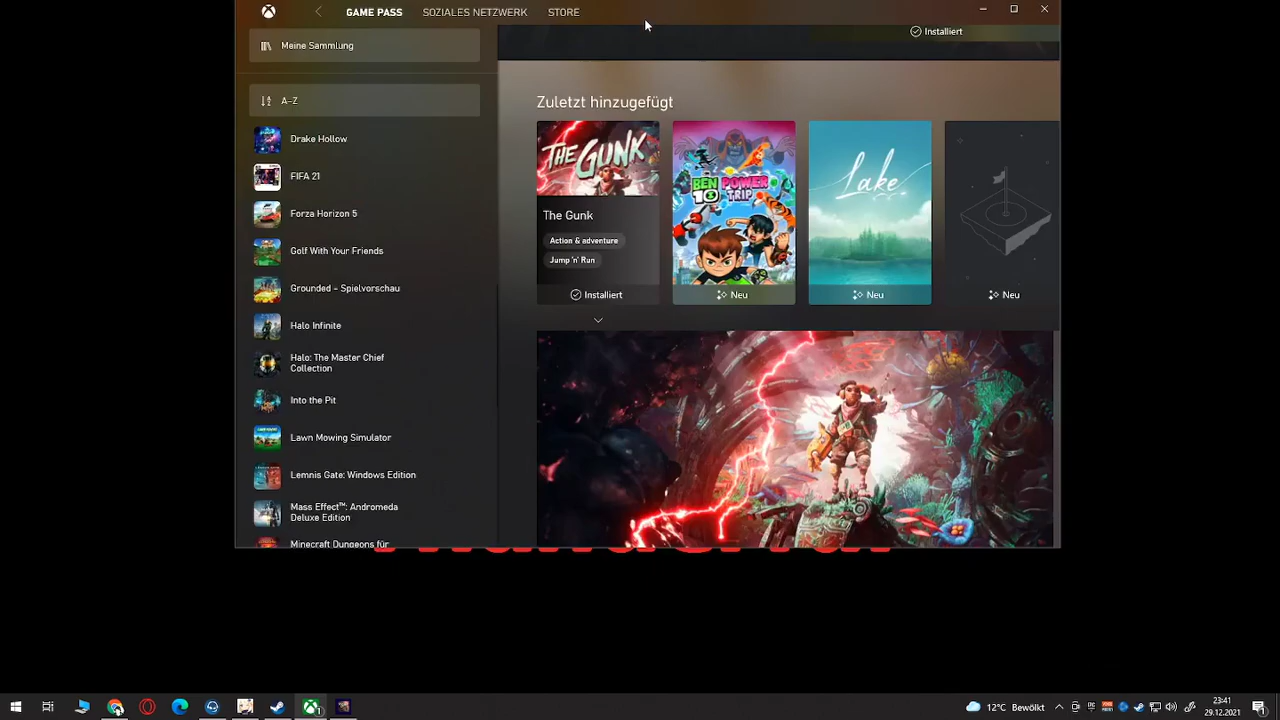 GAME PASS
SOZIALES NETZWERK
STORE
Meine Sammlung
Installiert
A-Z
Drake Hollow
FIFA 21
Forza Horizon 5
Golf With Your Friends
Grounded – Spielvorschau
Halo Infinite
Halo: The Master Chief
Collection
Into the Pit
Lawn Mowing Simulator
Lemnis Gate: Windows Edition
Mass Effect™: Andromeda
Deluxe Edition
Minecraft Dungeons für
Zuletzt hinzugefügt
THE GUNK
The Gunk
Action & adventure
Jump 'n' Run
Installiert
BEN 10 POWER TRIP
Neu
Lake
Neu
Neu
12°C Bewölkt
23:41
29.12.2021